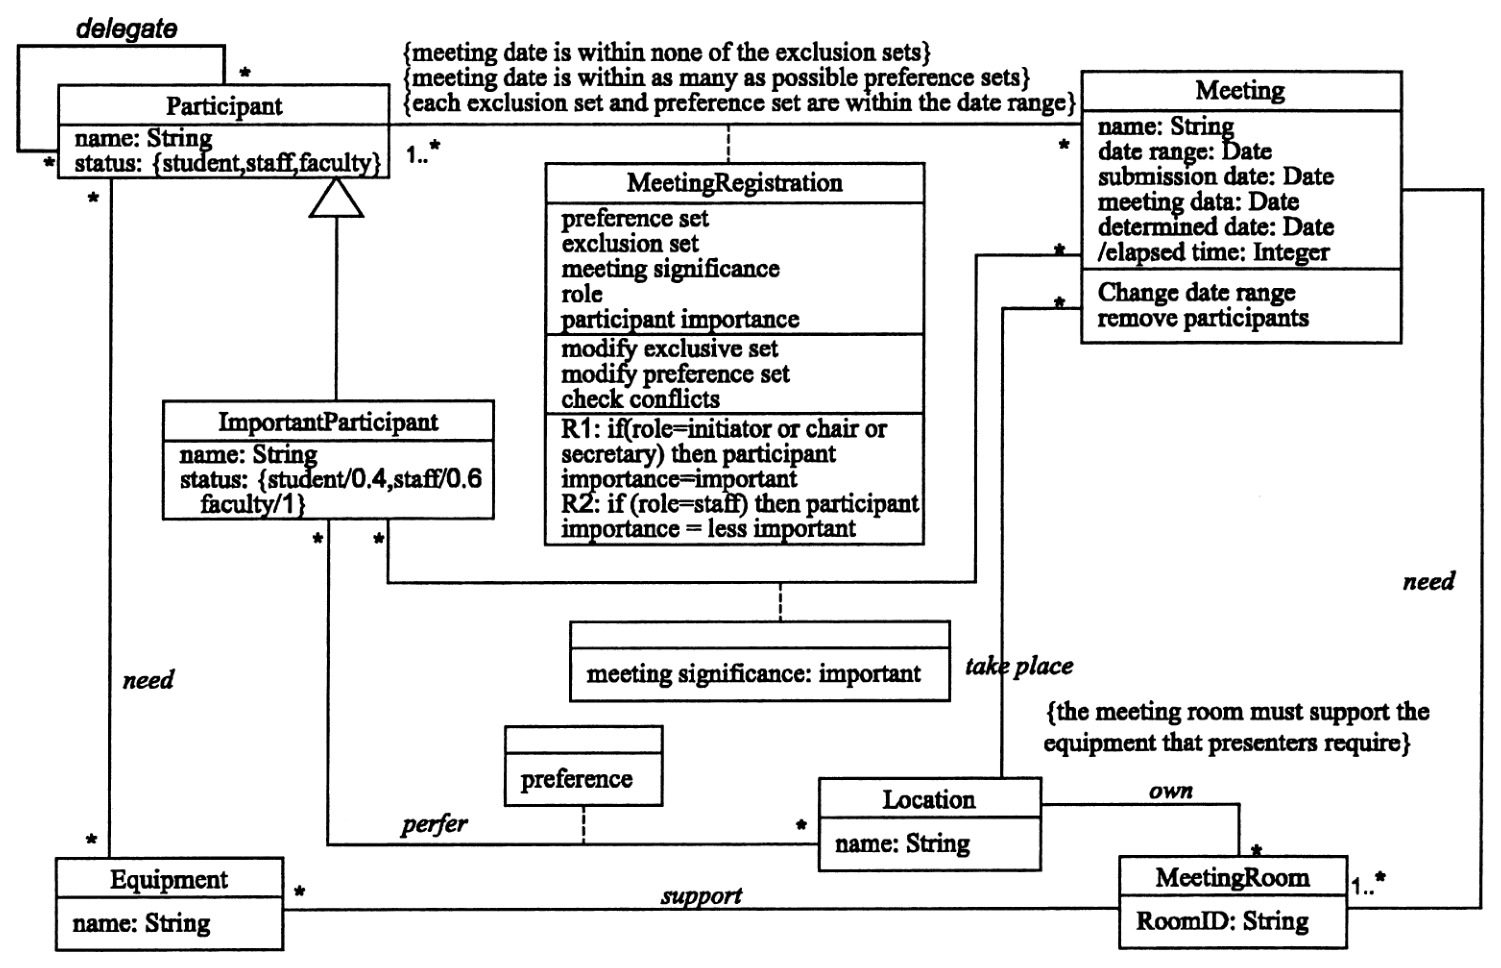 delegate
*
*
Participant
name: String
status: {student,staff,faculty}
*
{meeting date is within none of the exclusion sets}
{meeting date is within as many as possible preference sets}
{each exclusion set and preference set are within the date range}
1..*
*
Meeting
name: String
date range: Date
submission date: Date
meeting data: Date
determined date: Date
/elapsed time: Integer
Change date range
remove participants
*
*
MeetingRegistration
preference set
exclusion set
meeting significance
role
participant importance
modify exclusive set
modify preference set
check conflicts
R1: if(role=initiator or chair or
secretary) then participant
importance=important
R2: if (role=staff) then participant
importance = less important
ImportantParticipant
name: String
status: {student/0.4,staff/0.6
faculty/1}
*
*
need
need
meeting significance: important
take place
{the meeting room must support the
equipment that presenters require}
preference
perfer
*
Location
name: String
own
*
*
Equipment
name: String
*
support
MeetingRoom
RoomID: String
1..*